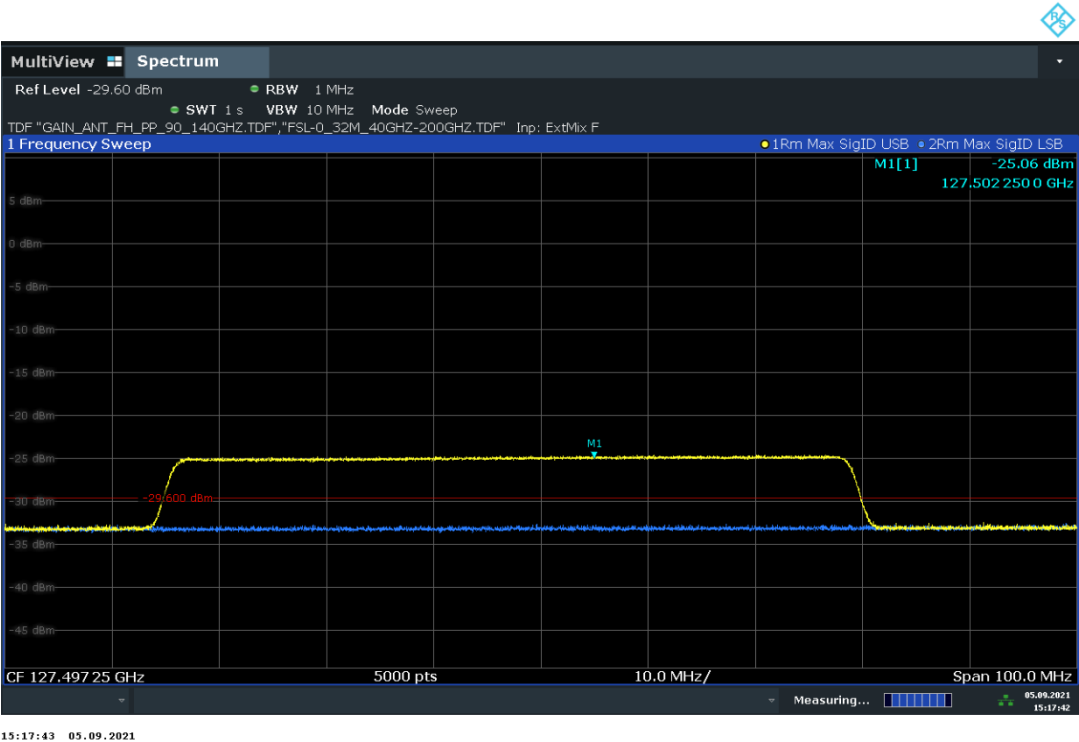 R S
MultiView Spectrum
Ref Level -29.60 dBm RBW 1 MHz
SWT 1 s VBW 10 MHz Mode Sweep
TDF "GAIN_ANT_FH_PP_90_140GHZ.TDF","FSL-0_32M_40GHZ-200GHZ.TDF" Inp: ExtMix F
1 Frequency Sweep 1Rm Max SigID USB 2Rm Max SigID LSB
M1[1] -25.06 dBm
127.502 250 0 GHz
5 dBm
0 dBm
-5 dBm
-10 dBm
-15 dBm
-20 dBm
M1
-25 dBm
-29.600 dBm
-30 dBm
-35 dBm
-40 dBm
-45 dBm
CF 127.497 25 GHz 5000 pts 10.0 MHz/ Span 100.0 MHz
Measuring... 05.09.2021
15:17:42
15:17:43 05.09.2021